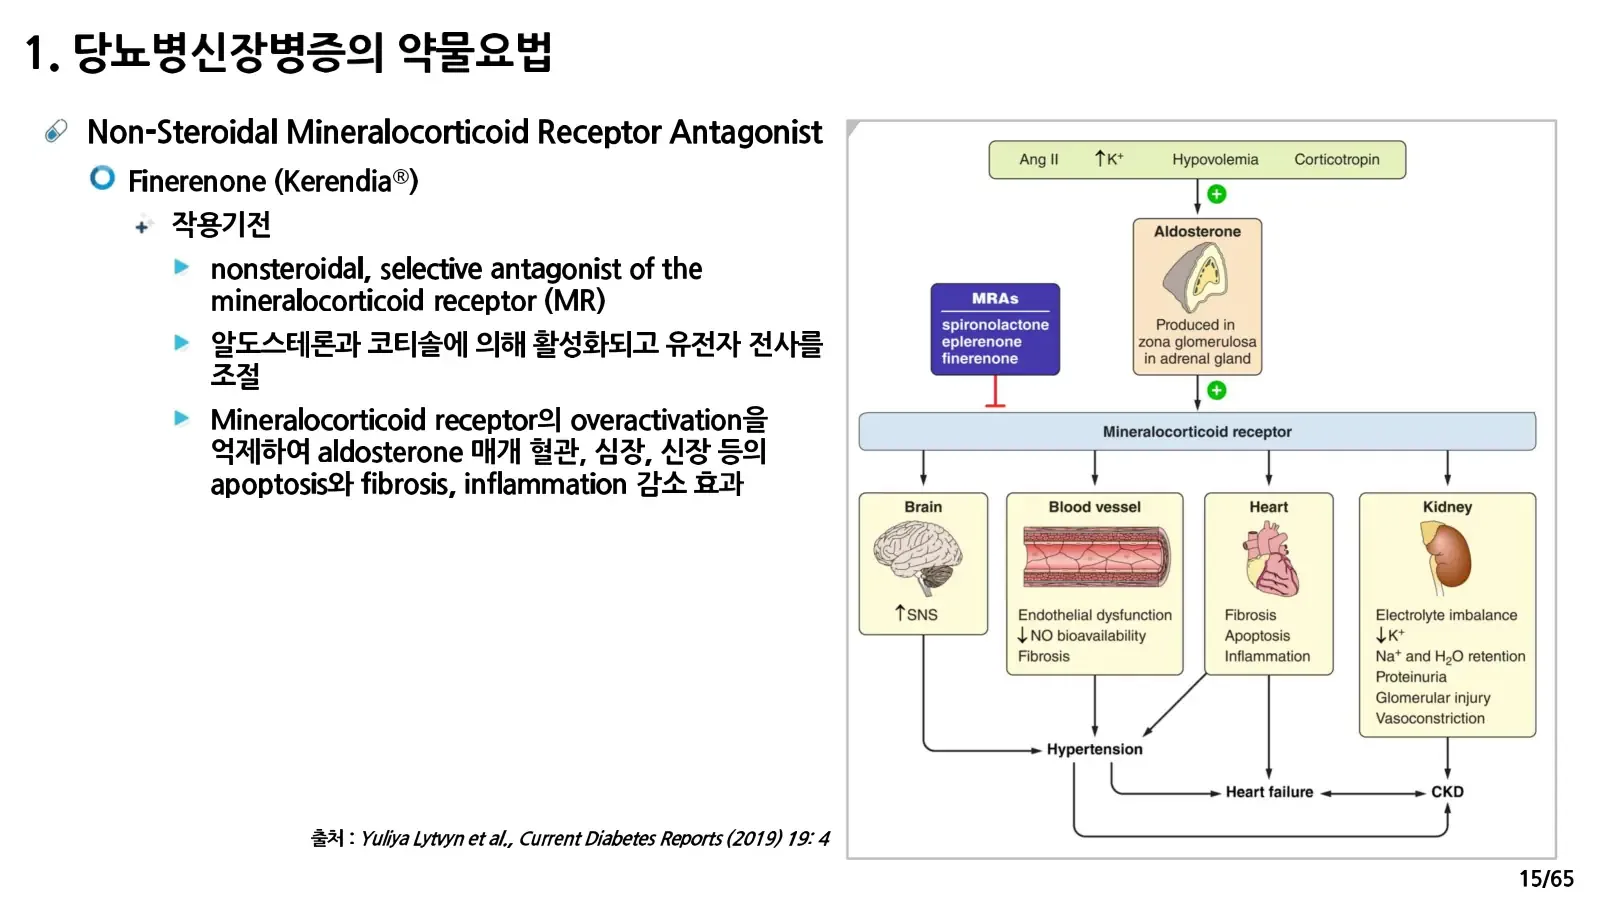 1. 당뇨병신장병증의 약물요법
Non-Steroidal Mineralocorticoid Receptor Antagonist
Finerenone (Kerendia®)
작용기전
nonsteroidal, selective antagonist of the
mineralocorticoid receptor (MR)
알도스테론과 코티솔에 의해 활성화되고 유전자 전사를
조절
Mineralocorticoid receptor의 overactivation을
억제하여 aldosterone 매개 혈관, 심장, 신장 등의
apoptosis와 fibrosis, inflammation 감소 효과
출처 : Yuliya Lytvyn et al., Current Diabetes Reports (2019) 19: 4
Ang II ↑K⁺ Hypovolemia Corticotropin
+
Aldosterone
Produced in
zona glomerulosa
in adrenal gland
MRAs
spironolactone
eplerenone
finerenone
+
Mineralocorticoid receptor
Brain
↑SNS
Blood vessel
Endothelial dysfunction
↓NO bioavailability
Fibrosis
Heart
Fibrosis
Apoptosis
Inflammation
Kidney
Electrolyte imbalance
↓K⁺
Na⁺ and H₂O retention
Proteinuria
Glomerular injury
Vasoconstriction
Hypertension
Heart failure
CKD
15/65